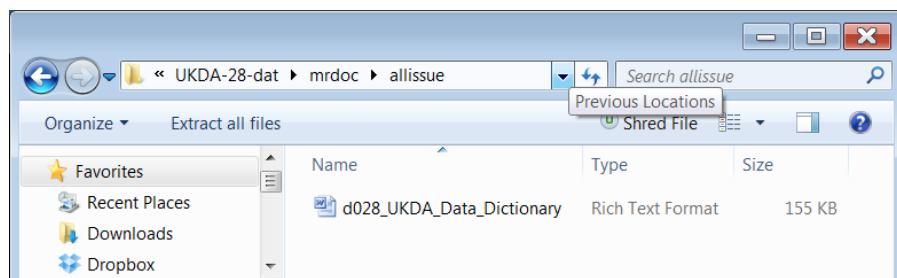 « UKDA-28-dat mrdoc allissue Search allissue
Previous Locations
Organize Extract all files Shred File
Favorites Name Type Size
Recent Places d028_UKDA_Data_Dictionary Rich Text Format 155 KB
Downloads
Dropbox